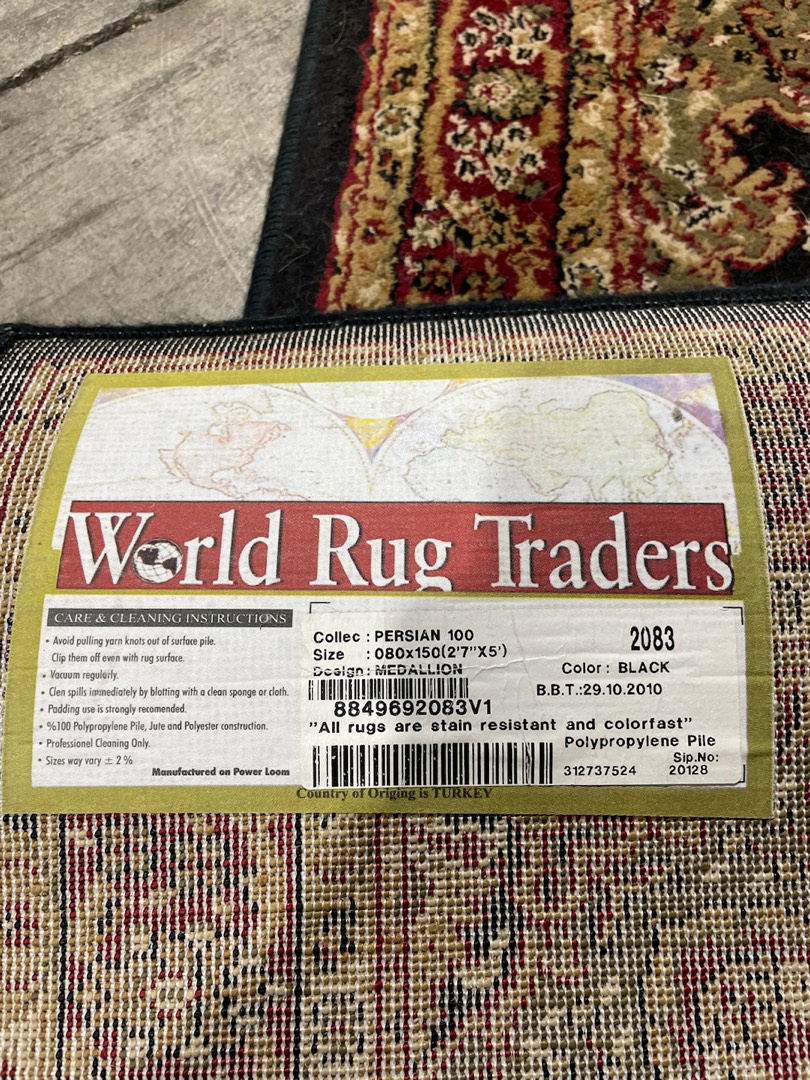 World Rug Traders
CARE & CLEANING INSTRUCTIONS
• Avoid pulling yarn knots out of surface pile.
Clip them off even with rug surface.
• Vacuum regularly.
• Clen spills immediately by blotting with a clean sponge or cloth.
• Padding use is strongly recomended.
• %100 Polypropylene Pile, Jute and Polyester construction.
• Professionel Cleaning Only.
• Sizes way vary ± 2 %
Manufactured on Power Loom
Collec : PERSIAN 100
2083
Size : 080x150(2'7"X5')
Design: MEDALLION
Color: BLACK
B.B.T.:29.10.2010
8849692083V1
"All rugs are stain resistant and colorfast"
Polypropylene Pile
Sip.No:
312737524
20128
Country of Origing is TURKEY